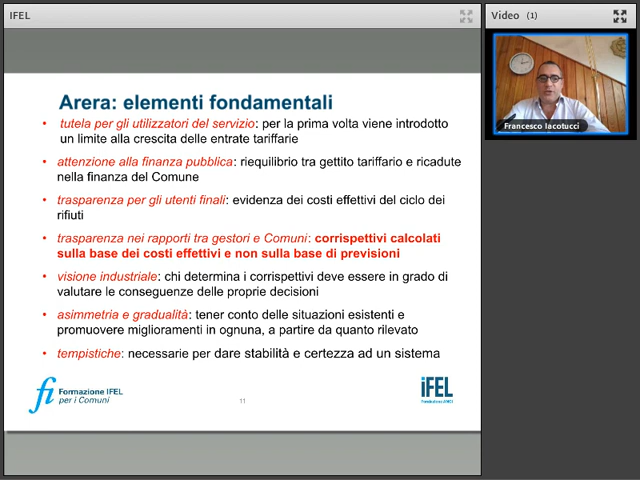 IFEL
Video (1)
Francesco Iacotucci
Arera: elementi fondamentali
• tutela per gli utilizzatori del servizio: per la prima volta viene introdotto
un limite alla crescita delle entrate tariffarie
• attenzione alla finanza pubblica: riequilibrio tra gettito tariffario e ricadute
nella finanza del Comune
• trasparenza per gli utenti finali: evidenza dei costi effettivi del ciclo dei
rifiuti
• trasparenza nei rapporti tra gestori e Comuni: corrispettivi calcolati
sulla base dei costi effettivi e non sulla base di previsioni
• visione industriale: chi determina i corrispettivi deve essere in grado di
valutare le conseguenze delle proprie decisioni
• asimmetria e gradualità: tener conto delle situazioni esistenti e
promuovere miglioramenti in ognuna, a partire da quanto rilevato
• tempistiche: necessarie per dare stabilità e certezza ad un sistema
fi Formazione IFEL
per i Comuni
11
iFEL
Fondazione ANCI